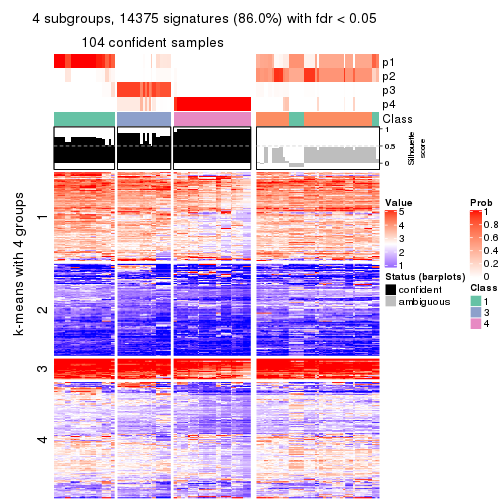 4 subgroups, 14375 signatures (86.0%) with fdr < 0.05
104 confident samples
p1
p2
p3
p4
Class
1
0.5
0
Silhouette
score
k-means with 4 groups
1
2
3
4
Value
5
4
3
2
1
Status (barplots)
confident
ambiguous
Prob
1
0.8
0.6
0.4
0.2
0
Class
1
3
4